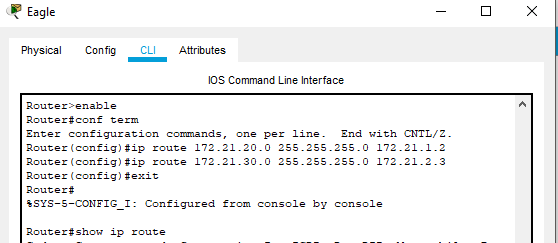 Eagle
Physical Config CLI Attributes
IOS Command Line Interface
Router>enable
Router#conf term
Enter configuration commands, one per line.  End with CNTL/Z.
Router(config)#ip route 172.21.20.0 255.255.255.0 172.21.1.2
Router(config)#ip route 172.21.30.0 255.255.255.0 172.21.2.3
Router(config)#exit
Router#
%SYS-5-CONFIG_I: Configured from console by console
Router#show ip route